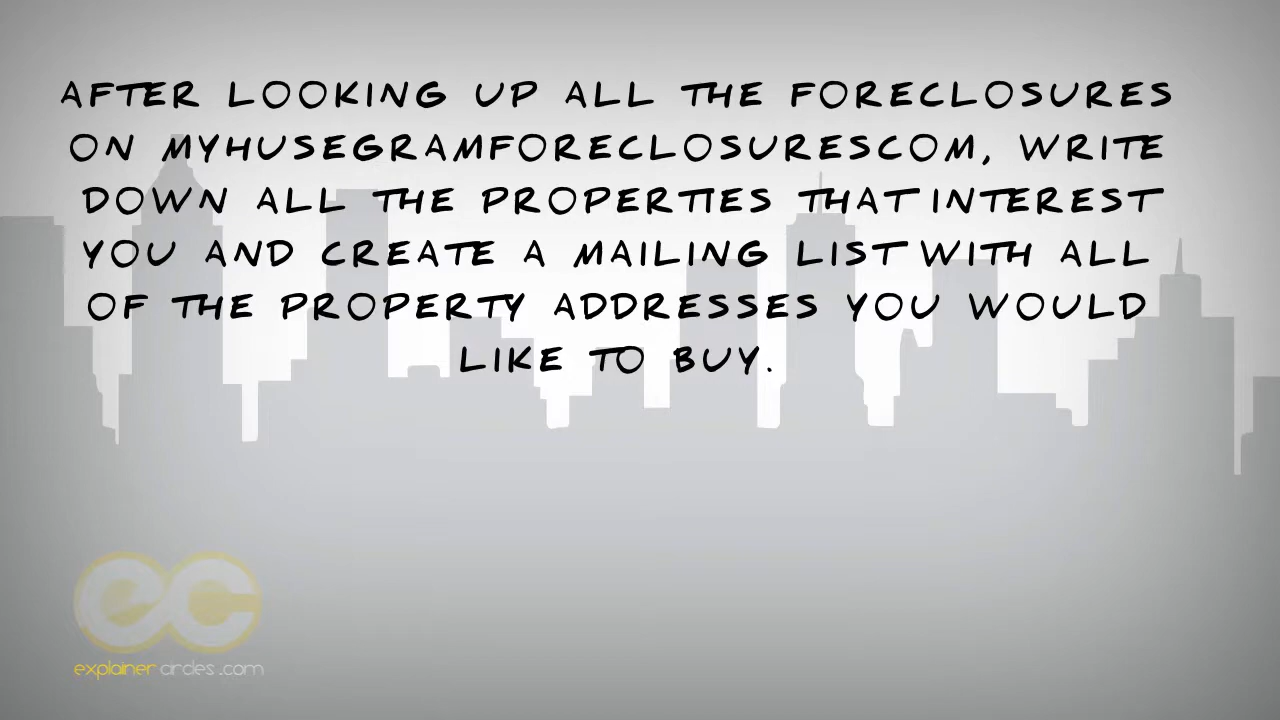 AFTER LOOKING UP ALL THE FORECLOSURES
ON MYHUSEGRAMFORECLOSURESCOM, WRITE
DOWN ALL THE PROPERTIES THAT INTEREST
YOU AND CREATE A MAILING LIST WITH ALL
OF THE PROPERTY ADDRESSES YOU WOULD
LIKE TO BUY.
ec
explainer circles .com